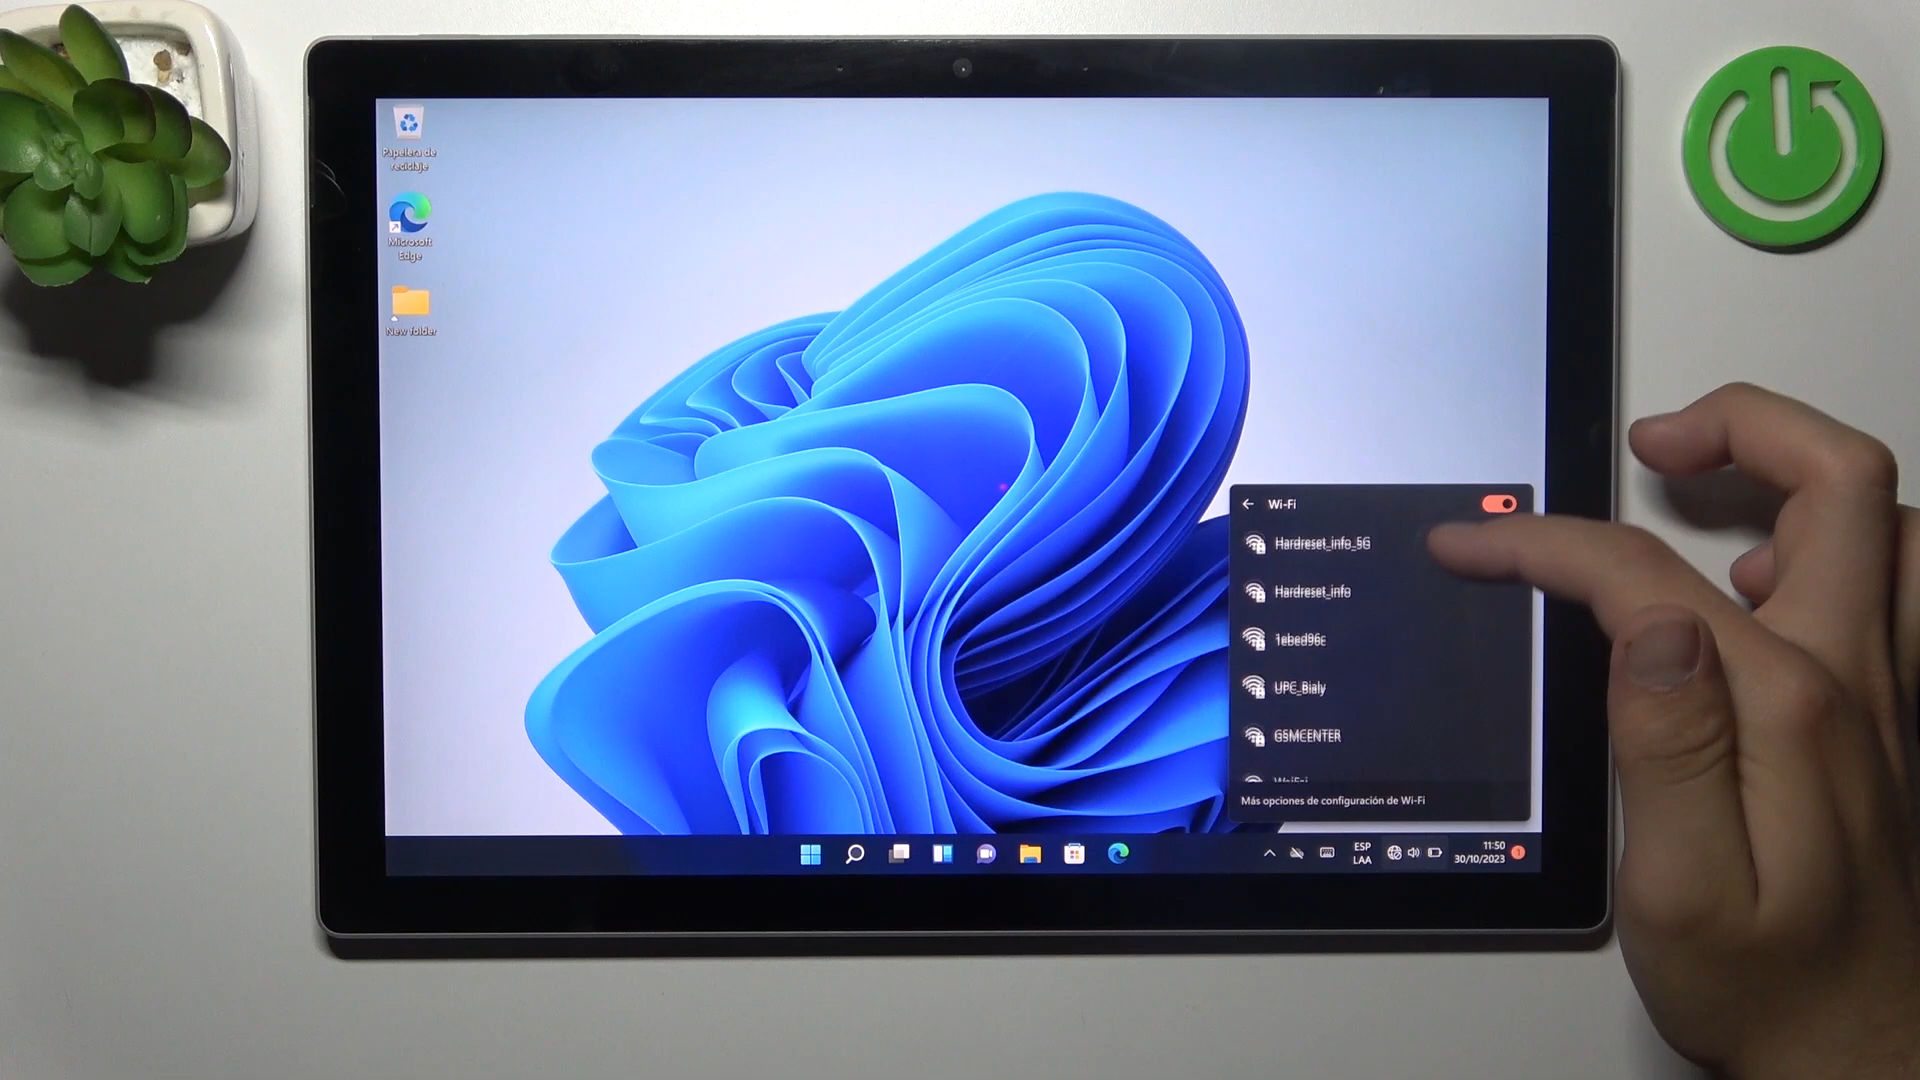 Papelera de
reciclaje
Microsoft
Edge
New folder
Wi-Fi
Hardreset_info_5G
Hardreset_info
1ebed96c
UPC_Bialy
GSMCENTER
Más opciones de configuración de Wi-Fi
ESP
LAA
11:50
30/10/2023
1